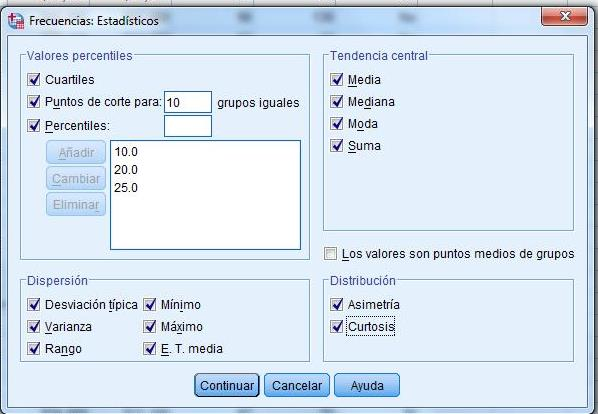 Frecuencias: Estadísticos
Valores percentiles
Cuartiles
Puntos de corte para: 10 grupos iguales
Percentiles:
Añadir
Cambiar
Eliminar
10.0
20.0
25.0
Tendencia central
Media
Mediana
Moda
Suma
Los valores son puntos medios de grupos
Dispersión
Desviación típica
Mínimo
Varianza
Máximo
Rango
E. T. media
Distribución
Asimetría
Curtosis
Continuar
Cancelar
Ayuda